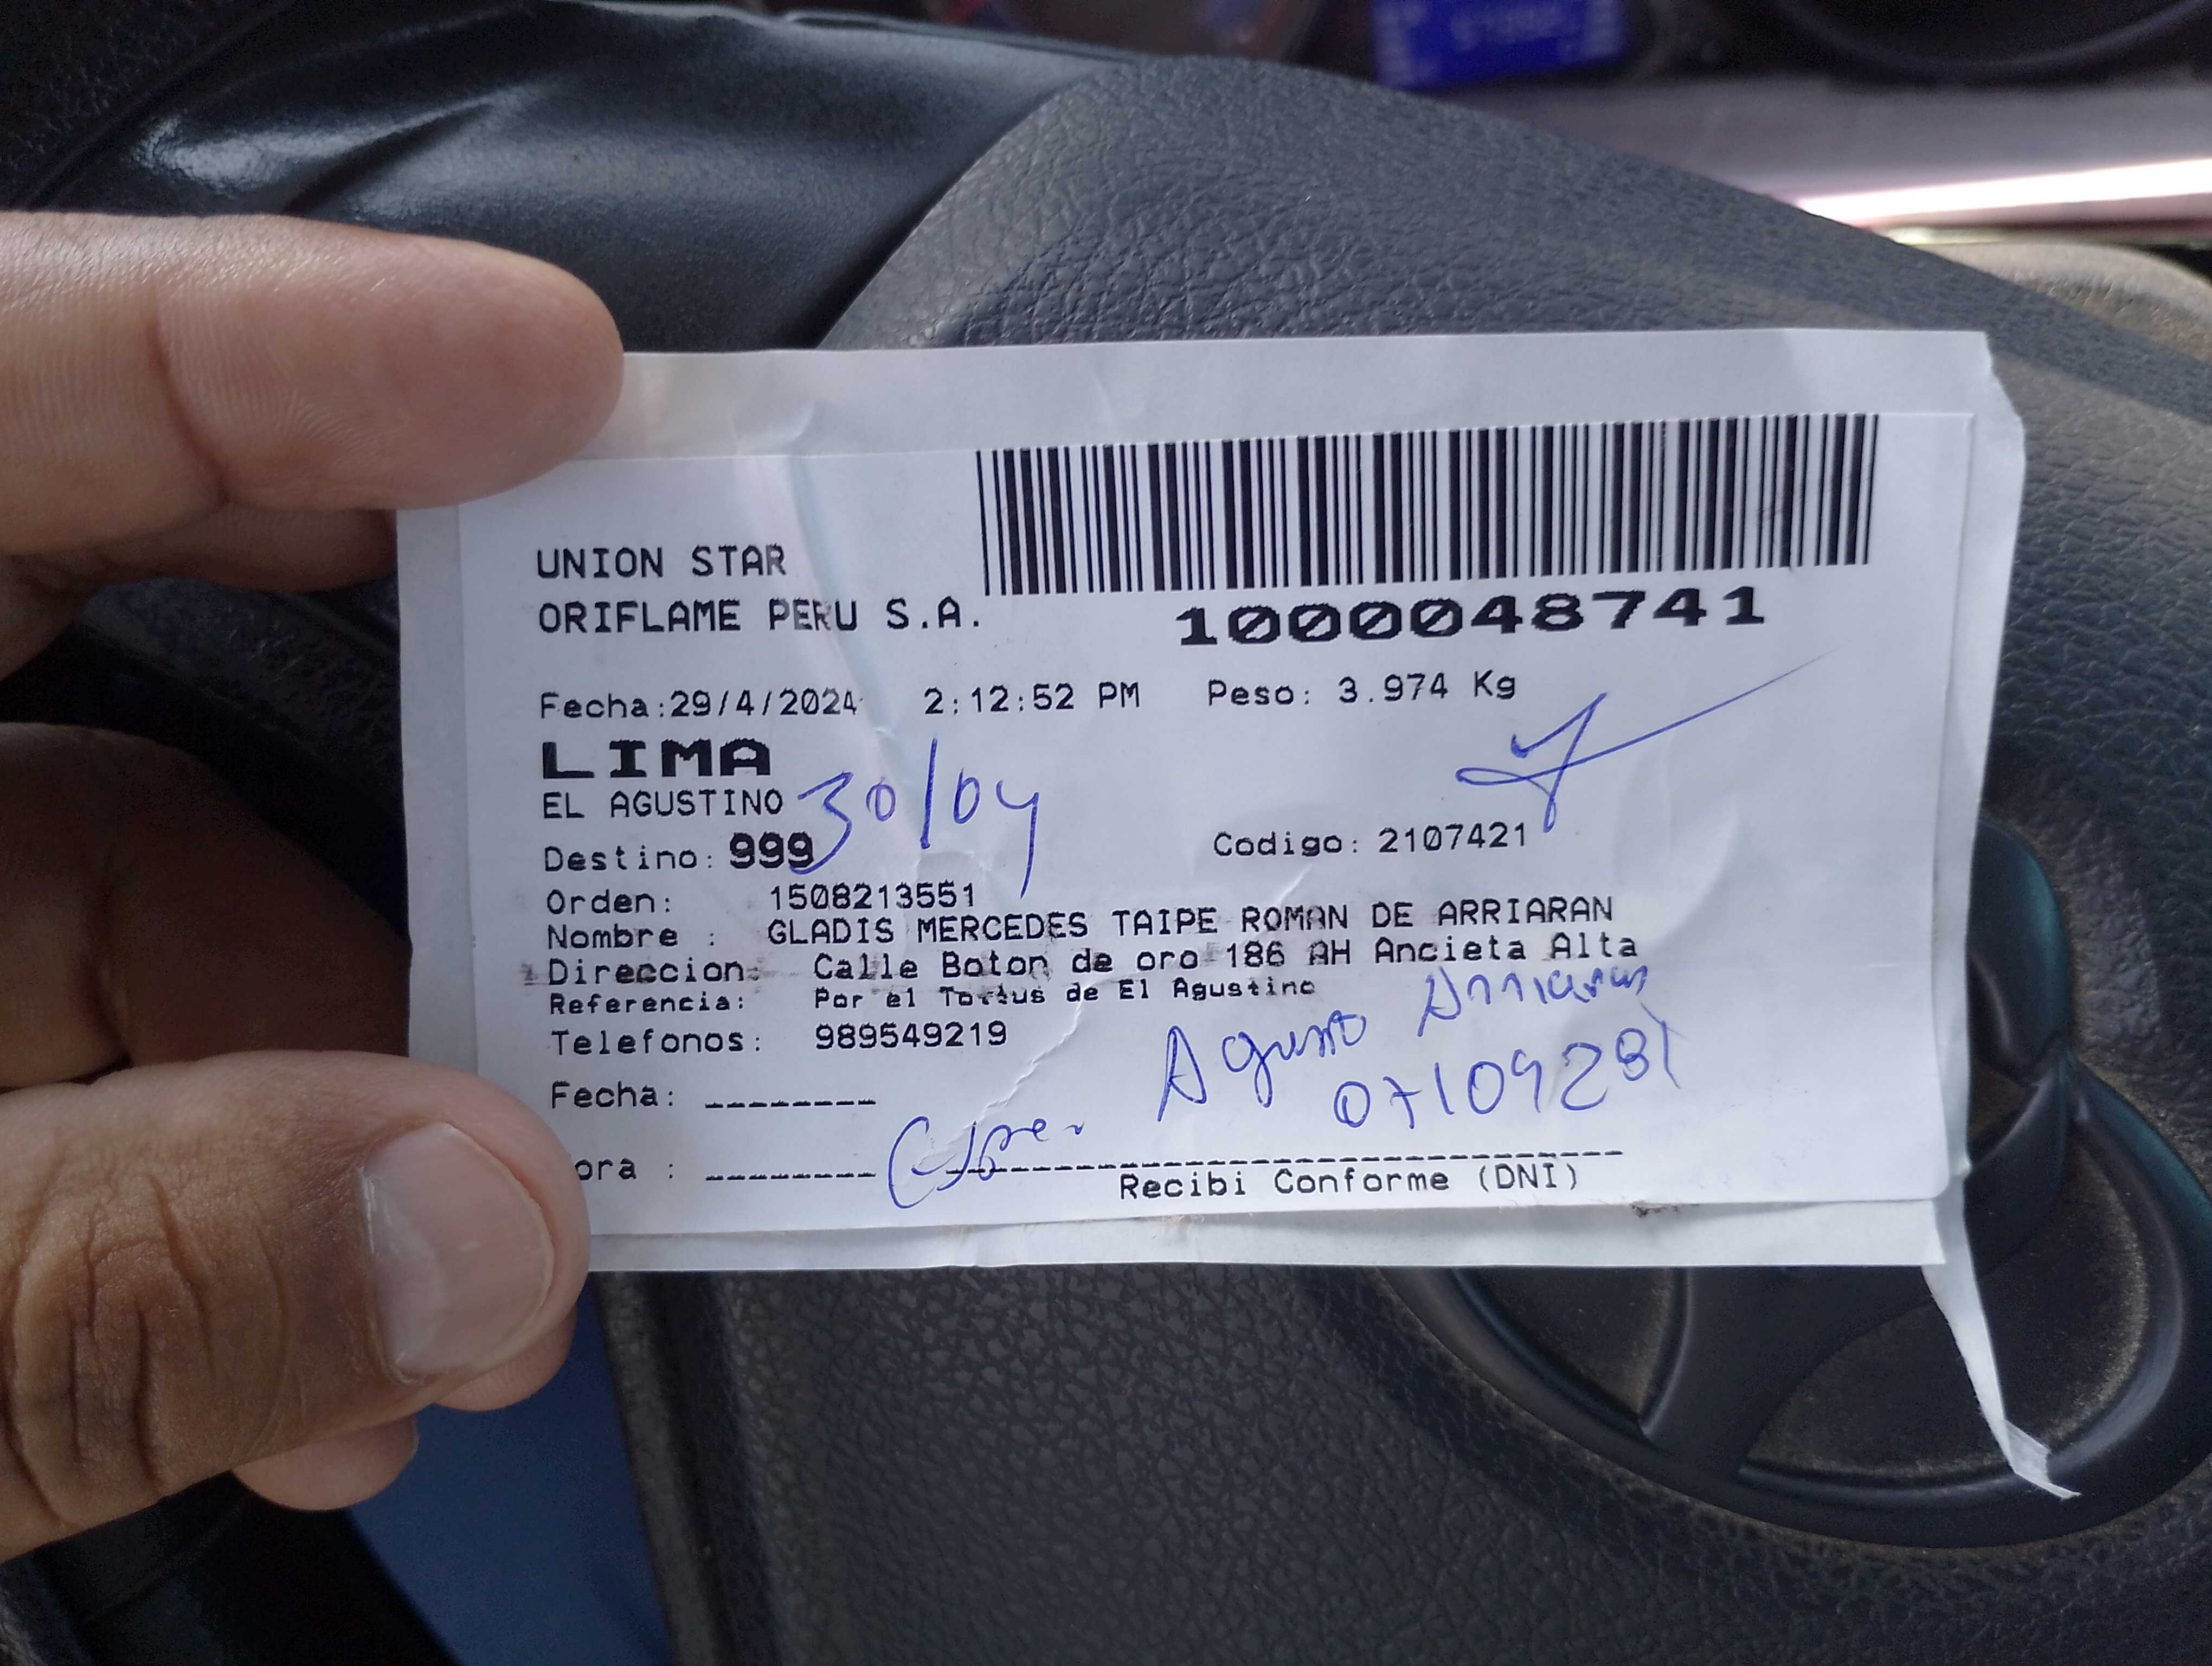 UNION STAR
ORIFLAME PERU S.A.
1000048741
Fecha:29/4/2024 2:12:52 PM Peso: 3.974 Kg
LIMA
EL AGUSTINO 30/04
Destino: 999 Codigo: 2107421
Orden: 1508213551
Nombre : GLADIS MERCEDES TAIPE ROMAN DE ARRIARAN
Direccion: Calle Boton de oro 186 AH Ancieta Alta
Referencia: Por el Tottus de El Agustino
Telefonos: 989549219
Agusto Arriaran
07109281
Fecha: --------
ora : --------
Recibi Conforme (DNI)